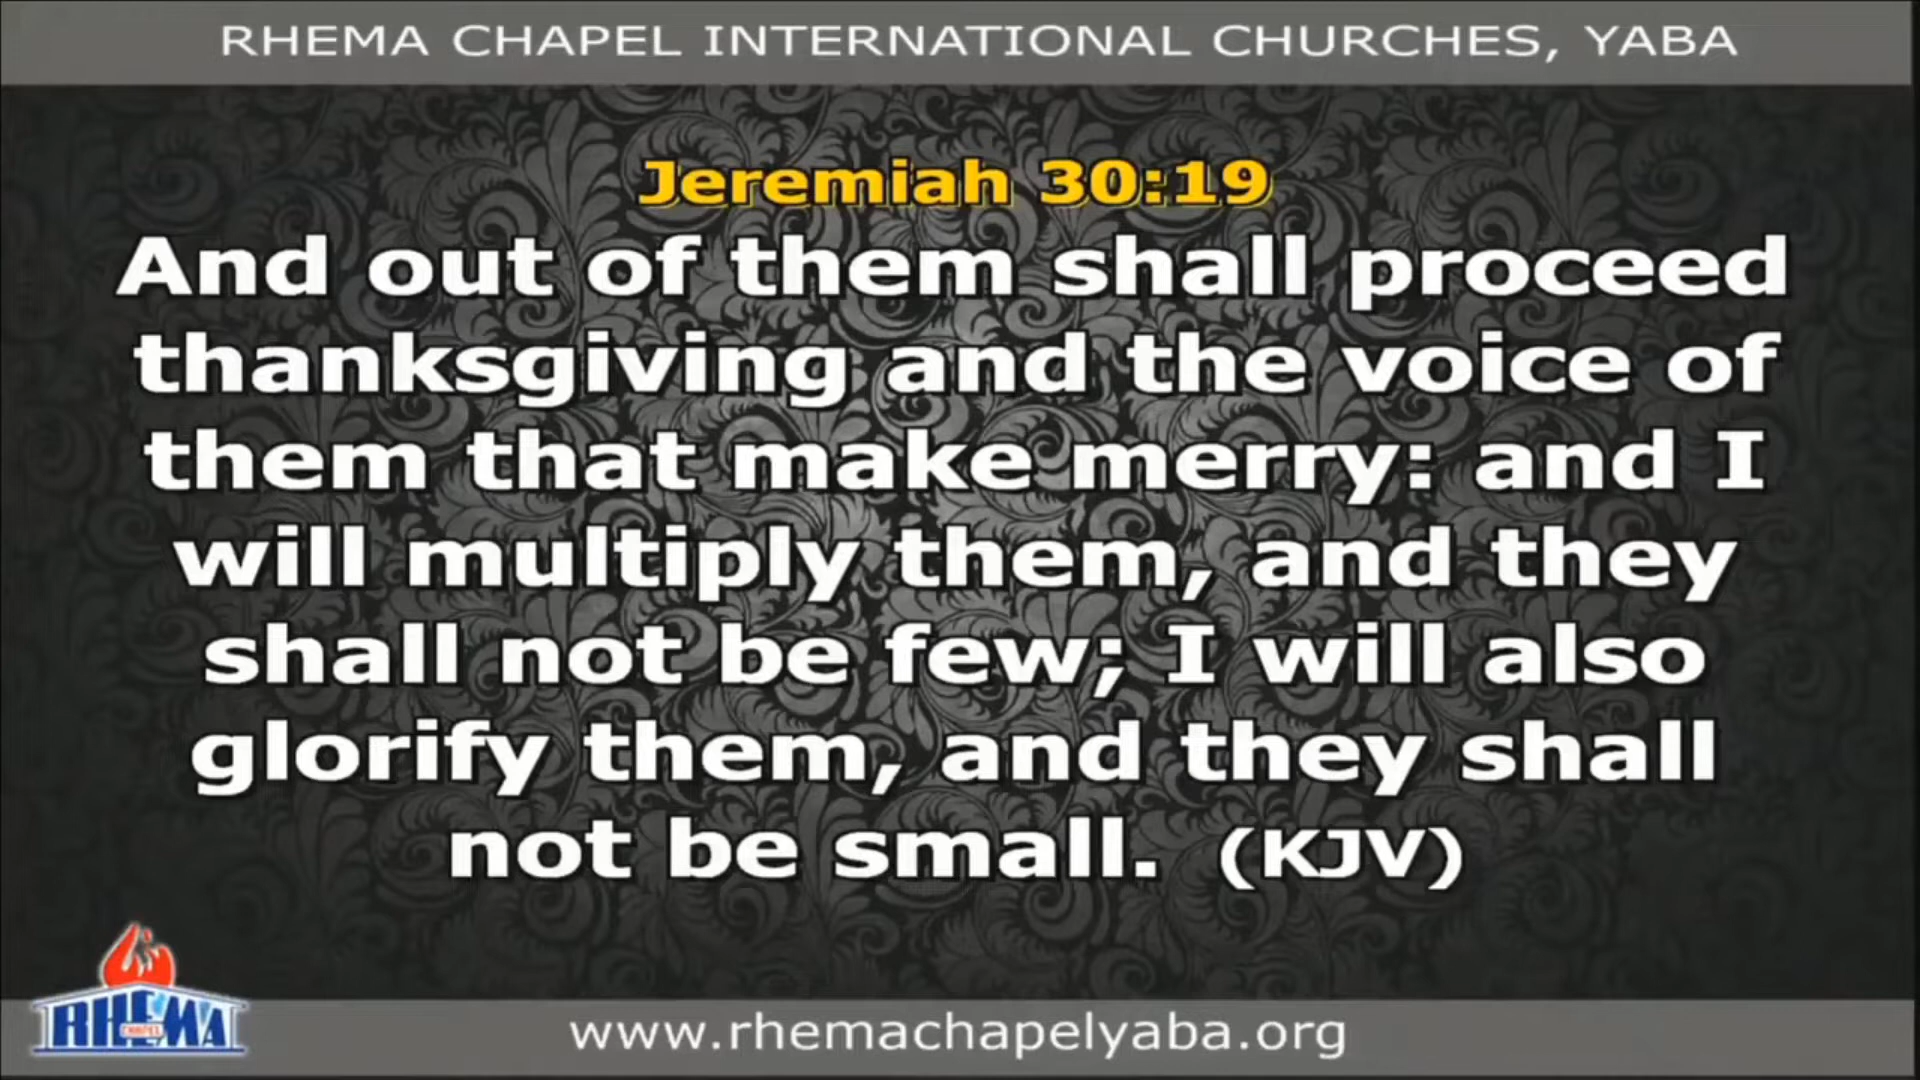 RHEMA CHAPEL INTERNATIONAL CHURCHES, YABA
Jeremiah 30:19
And out of them shall proceed
thanksgiving and the voice of
them that make merry: and I
will multiply them, and they
shall not be few; I will also
glorify them, and they shall
not be small. (KJV)
RHEMA
CHAPEL
www.rhemachapelyaba.org